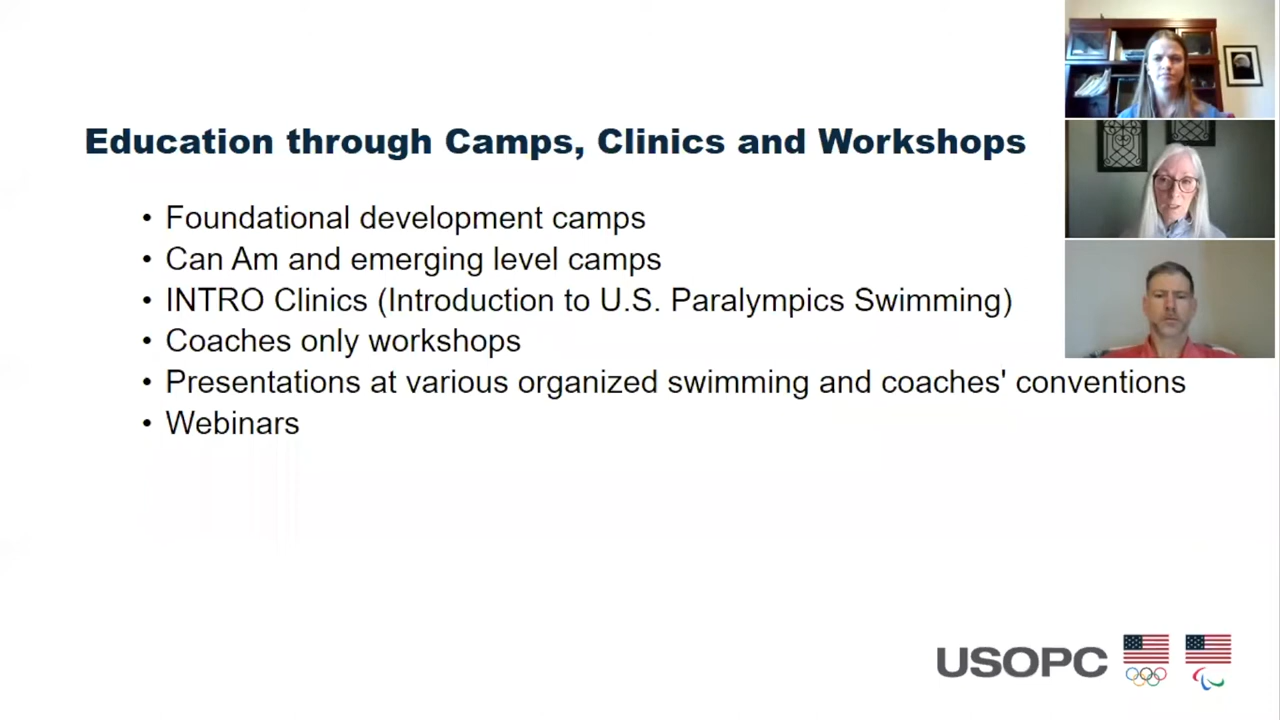 Education through Camps, Clinics and Workshops
• Foundational development camps
• Can Am and emerging level camps
• INTRO Clinics (Introduction to U.S. Paralympics Swimming)
• Coaches only workshops
• Presentations at various organized swimming and coaches' conventions
• Webinars
USOPC